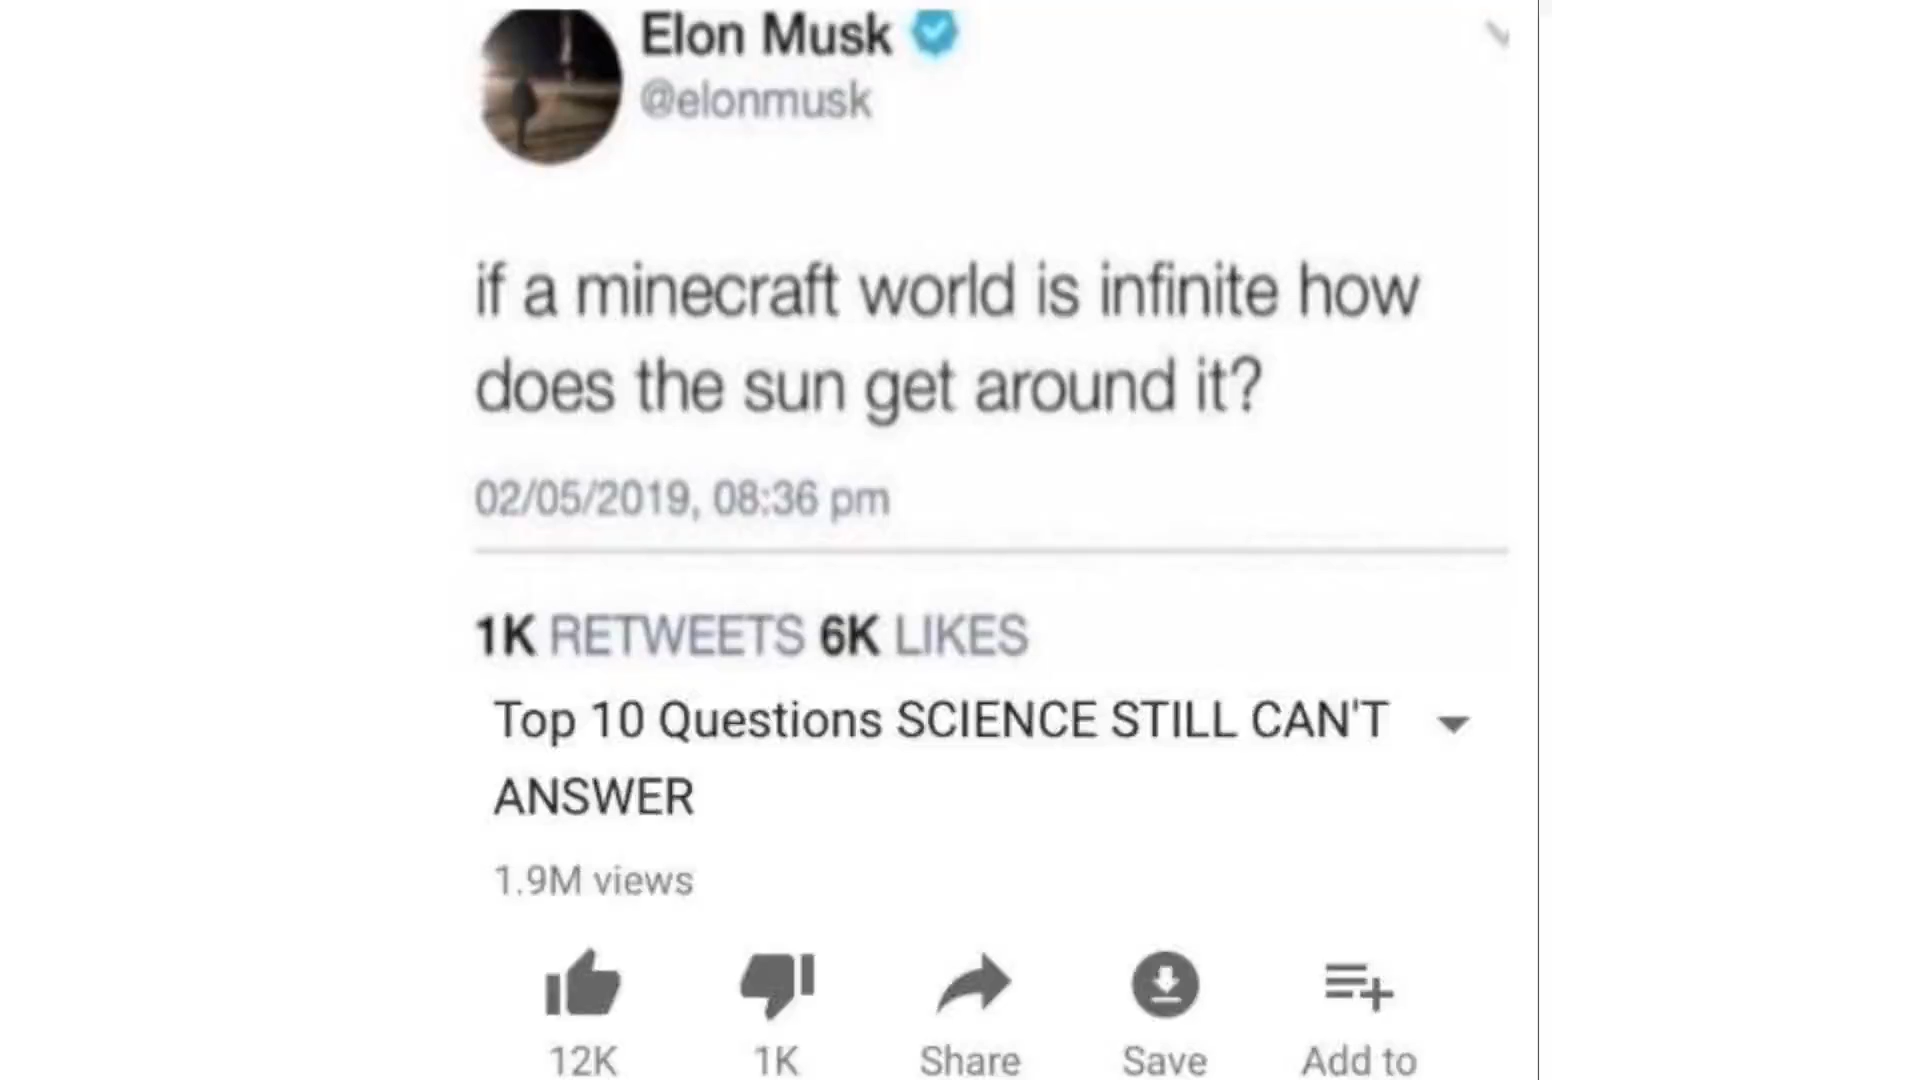 Elon Musk
@elonmusk
if a minecraft world is infinite how
does the sun get around it?
02/05/2019, 08:36 pm
1K RETWEETS 6K LIKES
Top 10 Questions SCIENCE STILL CAN'T
ANSWER
1.9M views
12K 1K Share Save Add to